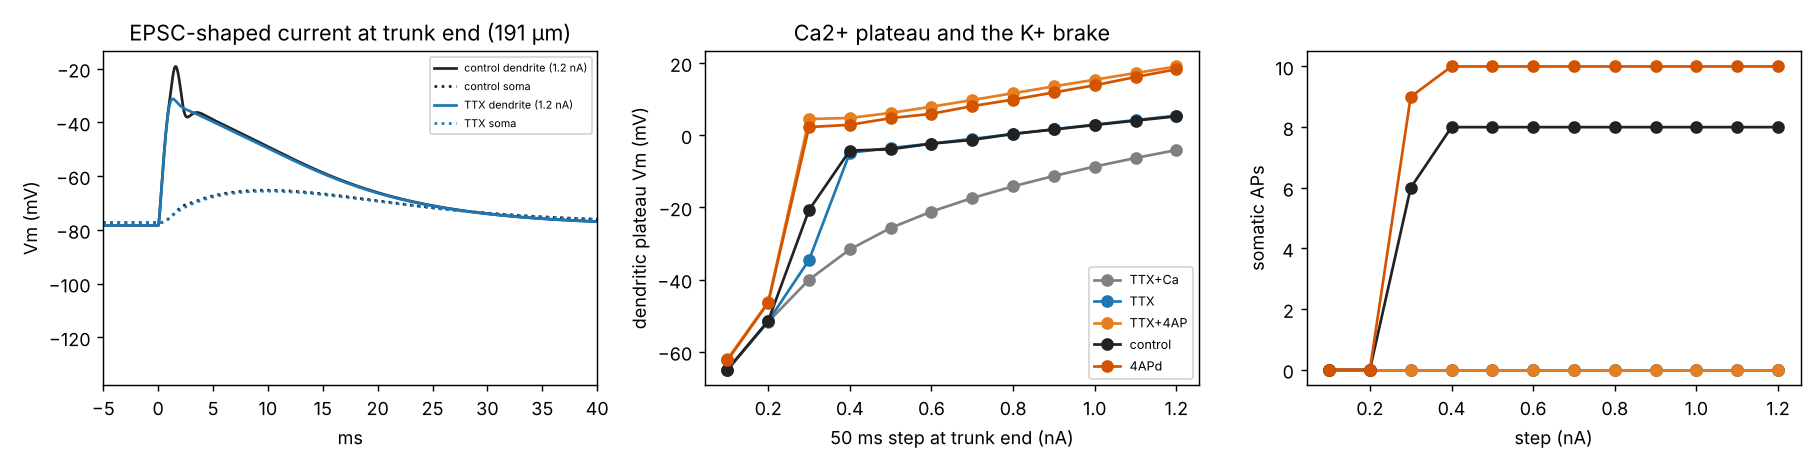 EPSC-shaped current at trunk end (191 µm)
control dendrite (1.2 nA)
control soma
TTX dendrite (1.2 nA)
TTX soma
Vm (mV)
−20
−40
−60
−80
−100
−120
−5 0 5 10 15 20 25 30 35 40
ms
Ca2+ plateau and the K+ brake
dendritic plateau Vm (mV)
20
0
−20
−40
−60
TTX+Ca
TTX
TTX+4AP
control
4APd
0.2 0.4 0.6 0.8 1.0 1.2
50 ms step at trunk end (nA)
somatic APs
10
8
6
4
2
0
0.2 0.4 0.6 0.8 1.0 1.2
step (nA)